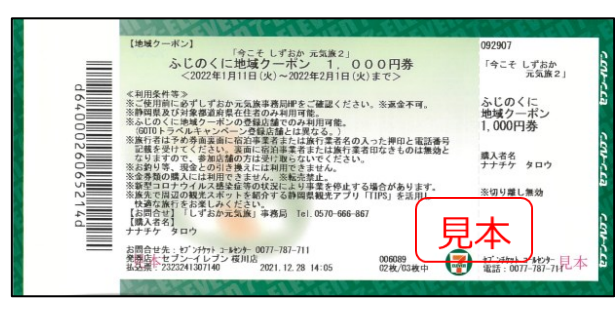 【地域クーポン】
「今こそ しずおか 元気旅2」
ふじのくに地域クーポン 1,000円券
<2022年1月11日(火)~2022年2月1日(火)まで>
≪利用条件等≫
※ご使用前に必ずしずおか元気旅事務局HPをご確認ください。※返金不可。
※静岡県及び対象都道府県在住者のみ利用可能。
※ふじのくに地域クーポンの登録店舗でのみ利用可能。
(GOTOトラベルキャンペーン登録店舗とは異なる。)
※旅行者は予め券面裏面に宿泊事業者または旅行業者名の入った押印と電話番号
記載を受けてください。裏面に宿泊事業者または旅行業者印なきものは無効と
なりますので、参加店舗の方は受け取らないでください。
※お釣り等、現金との引き換えには利用できません。
※金券類の購入には利用できません。※転売禁止。
※新型コロナウイルス感染症等の状況により事業を停止する場合があります。
※旅先で周辺の観光スポットを紹介する静岡県観光アプリ「TIPS」を活用し、
快適な旅行をお楽しみください。
【お問合せ】「しずおか元気旅」事務局 Tel.0570-666-867
【購入者名】
ナナチケ タロウ
お問合せ先:セブンチケット コールセンター 0077-787-711
発券店:セブン-イレブン 桜川店
払込票:2323241307140 2021.12.28 14:05
006089
02枚/03枚中
d6400026065214d
092907
「今こそ しずおか
元気旅2」
ふじのくに
地域クーポン
1,000円券
購入者名
ナナチケ タロウ
※切り離し無効
セブンチケット コールセンター
電話:0077-787-711
見本
見本
見本